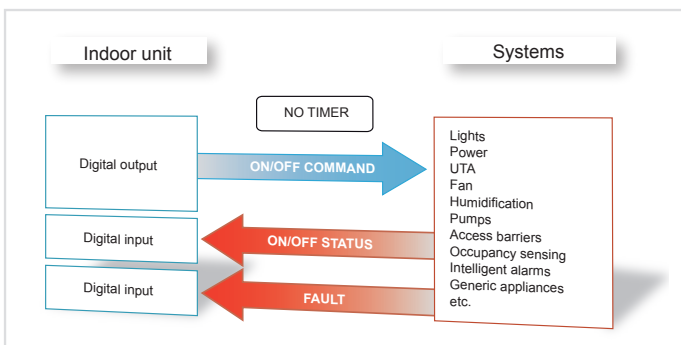 Indoor unit
Systems
NO TIMER
Digital output
ON/OFF COMMAND
Digital input
ON/OFF STATUS
Digital input
FAULT
Lights
Power
UTA
Fan
Humidification
Pumps
Access barriers
Occupancy sensing
Intelligent alarms
Generic appliances
etc.